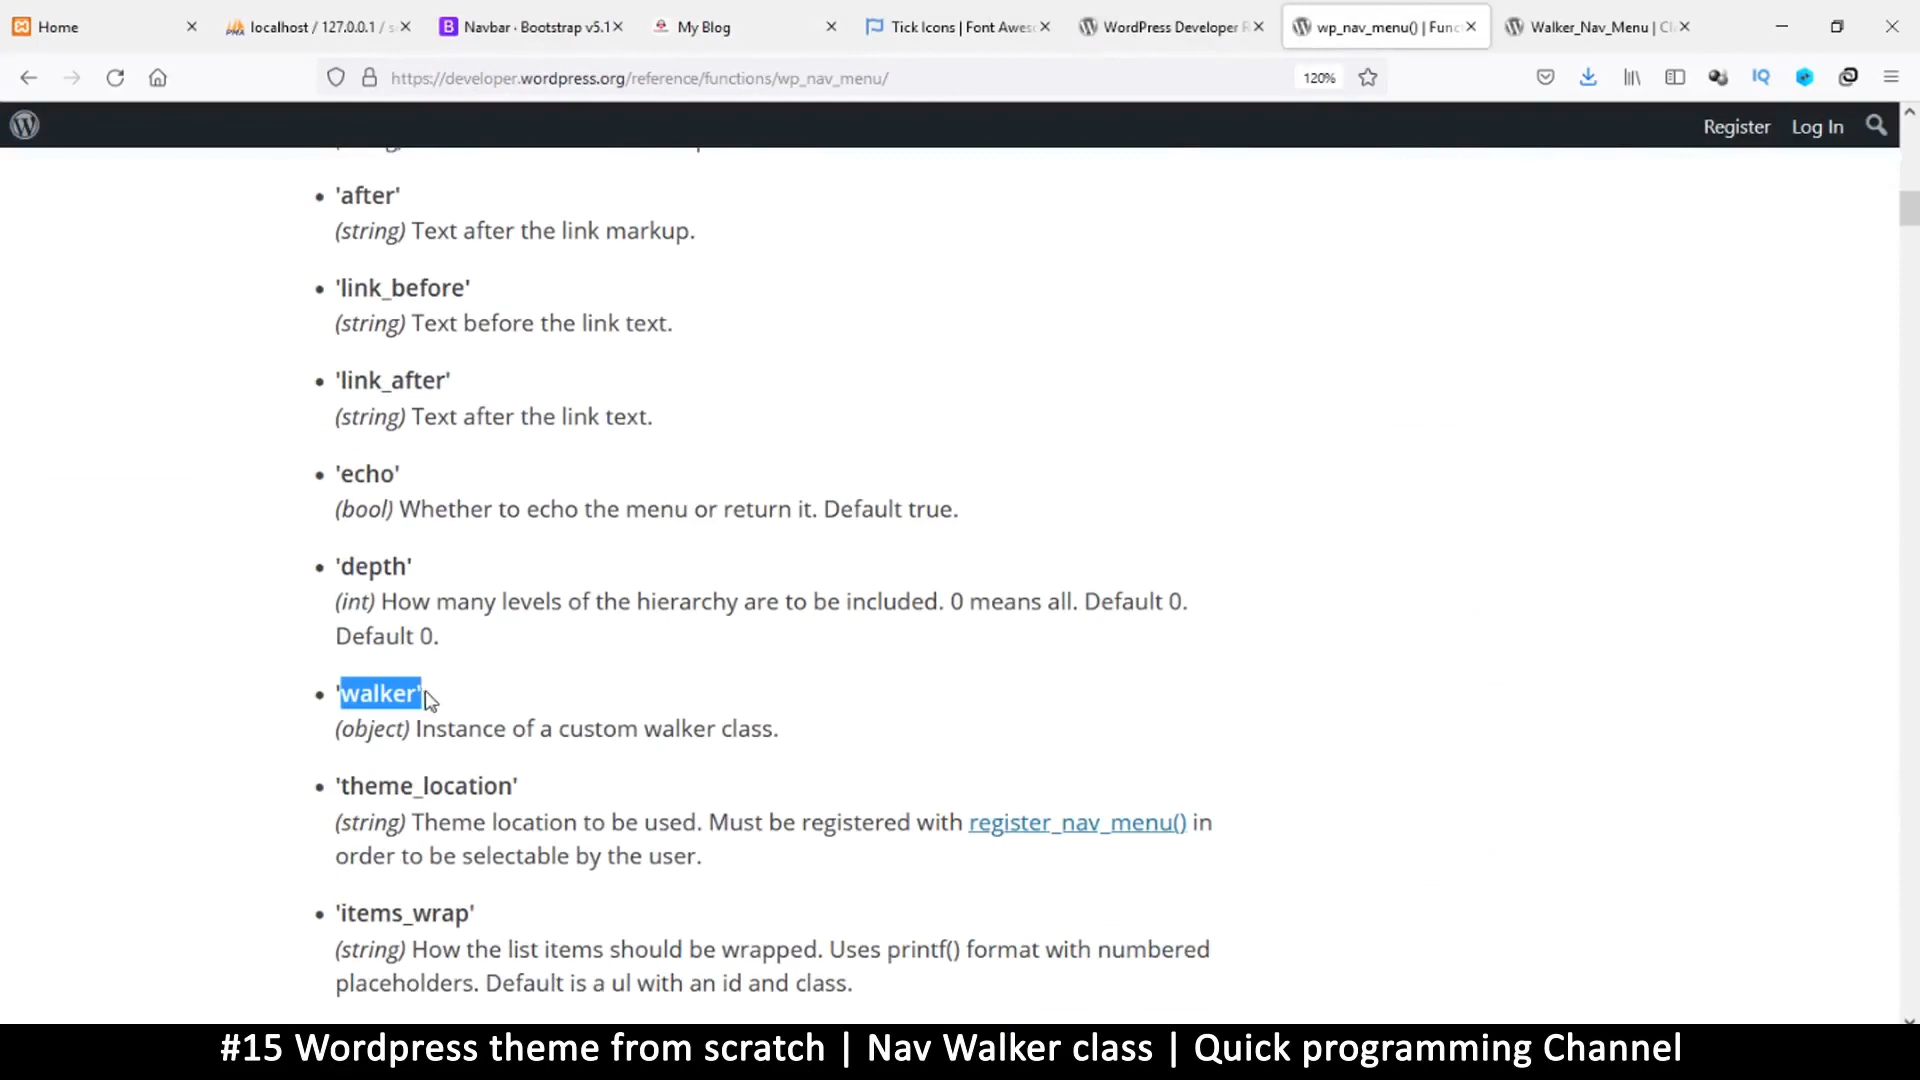 Home
localhost / 127.0.0.1 / s
Navbar · Bootstrap v5.1
My Blog
Tick Icons | Font Awes
WordPress Developer R
wp_nav_menu() | Func
Walker_Nav_Menu | Cl
https://developer.wordpress.org/reference/functions/wp_nav_menu/
120%
IQ
Register
Log In
'after'
(string) Text after the link markup.
'link_before'
(string) Text before the link text.
'link_after'
(string) Text after the link text.
'echo'
(bool) Whether to echo the menu or return it. Default true.
'depth'
(int) How many levels of the hierarchy are to be included. 0 means all. Default 0.
Default 0.
'walker'
(object) Instance of a custom walker class.
'theme_location'
(string) Theme location to be used. Must be registered with register_nav_menu() in
order to be selectable by the user.
'items_wrap'
(string) How the list items should be wrapped. Uses printf() format with numbered
placeholders. Default is a ul with an id and class.
#15 Wordpress theme from scratch | Nav Walker class | Quick programming Channel